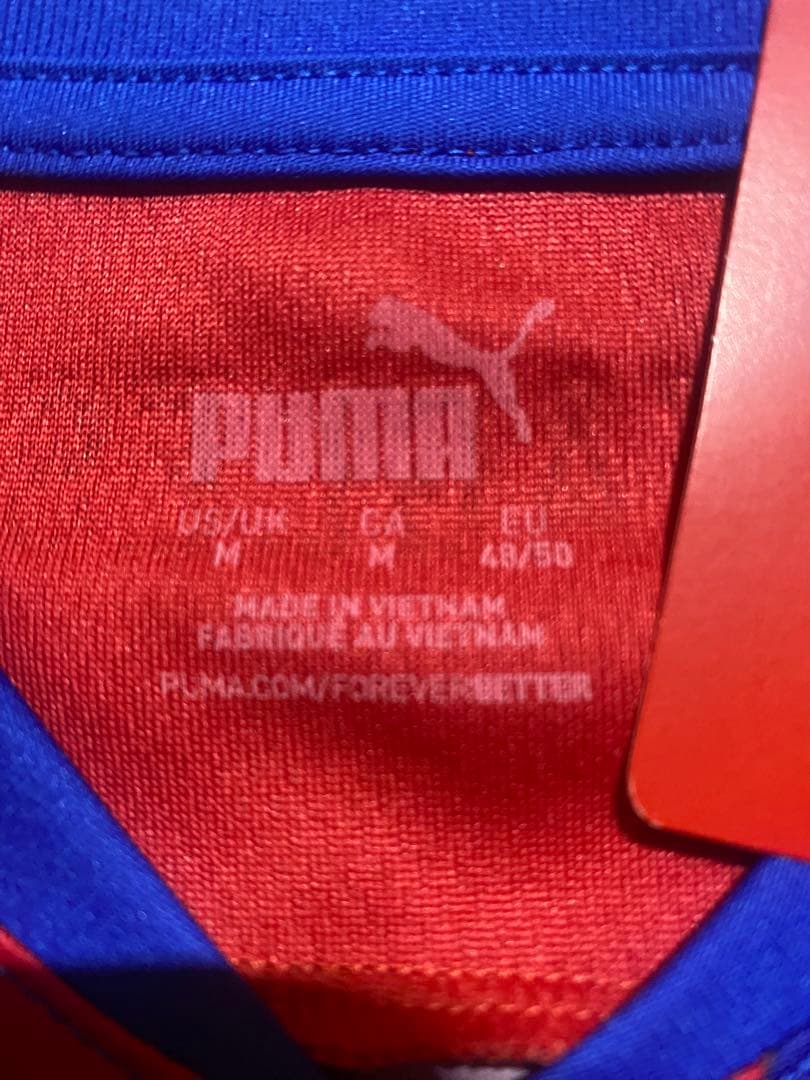 PUMA
US/UK CA EU
M M 48/50
MADE IN VIETNAM
FABRIQUÉ AU VIETNAM
PUMA.COM/FOREVERBETTER